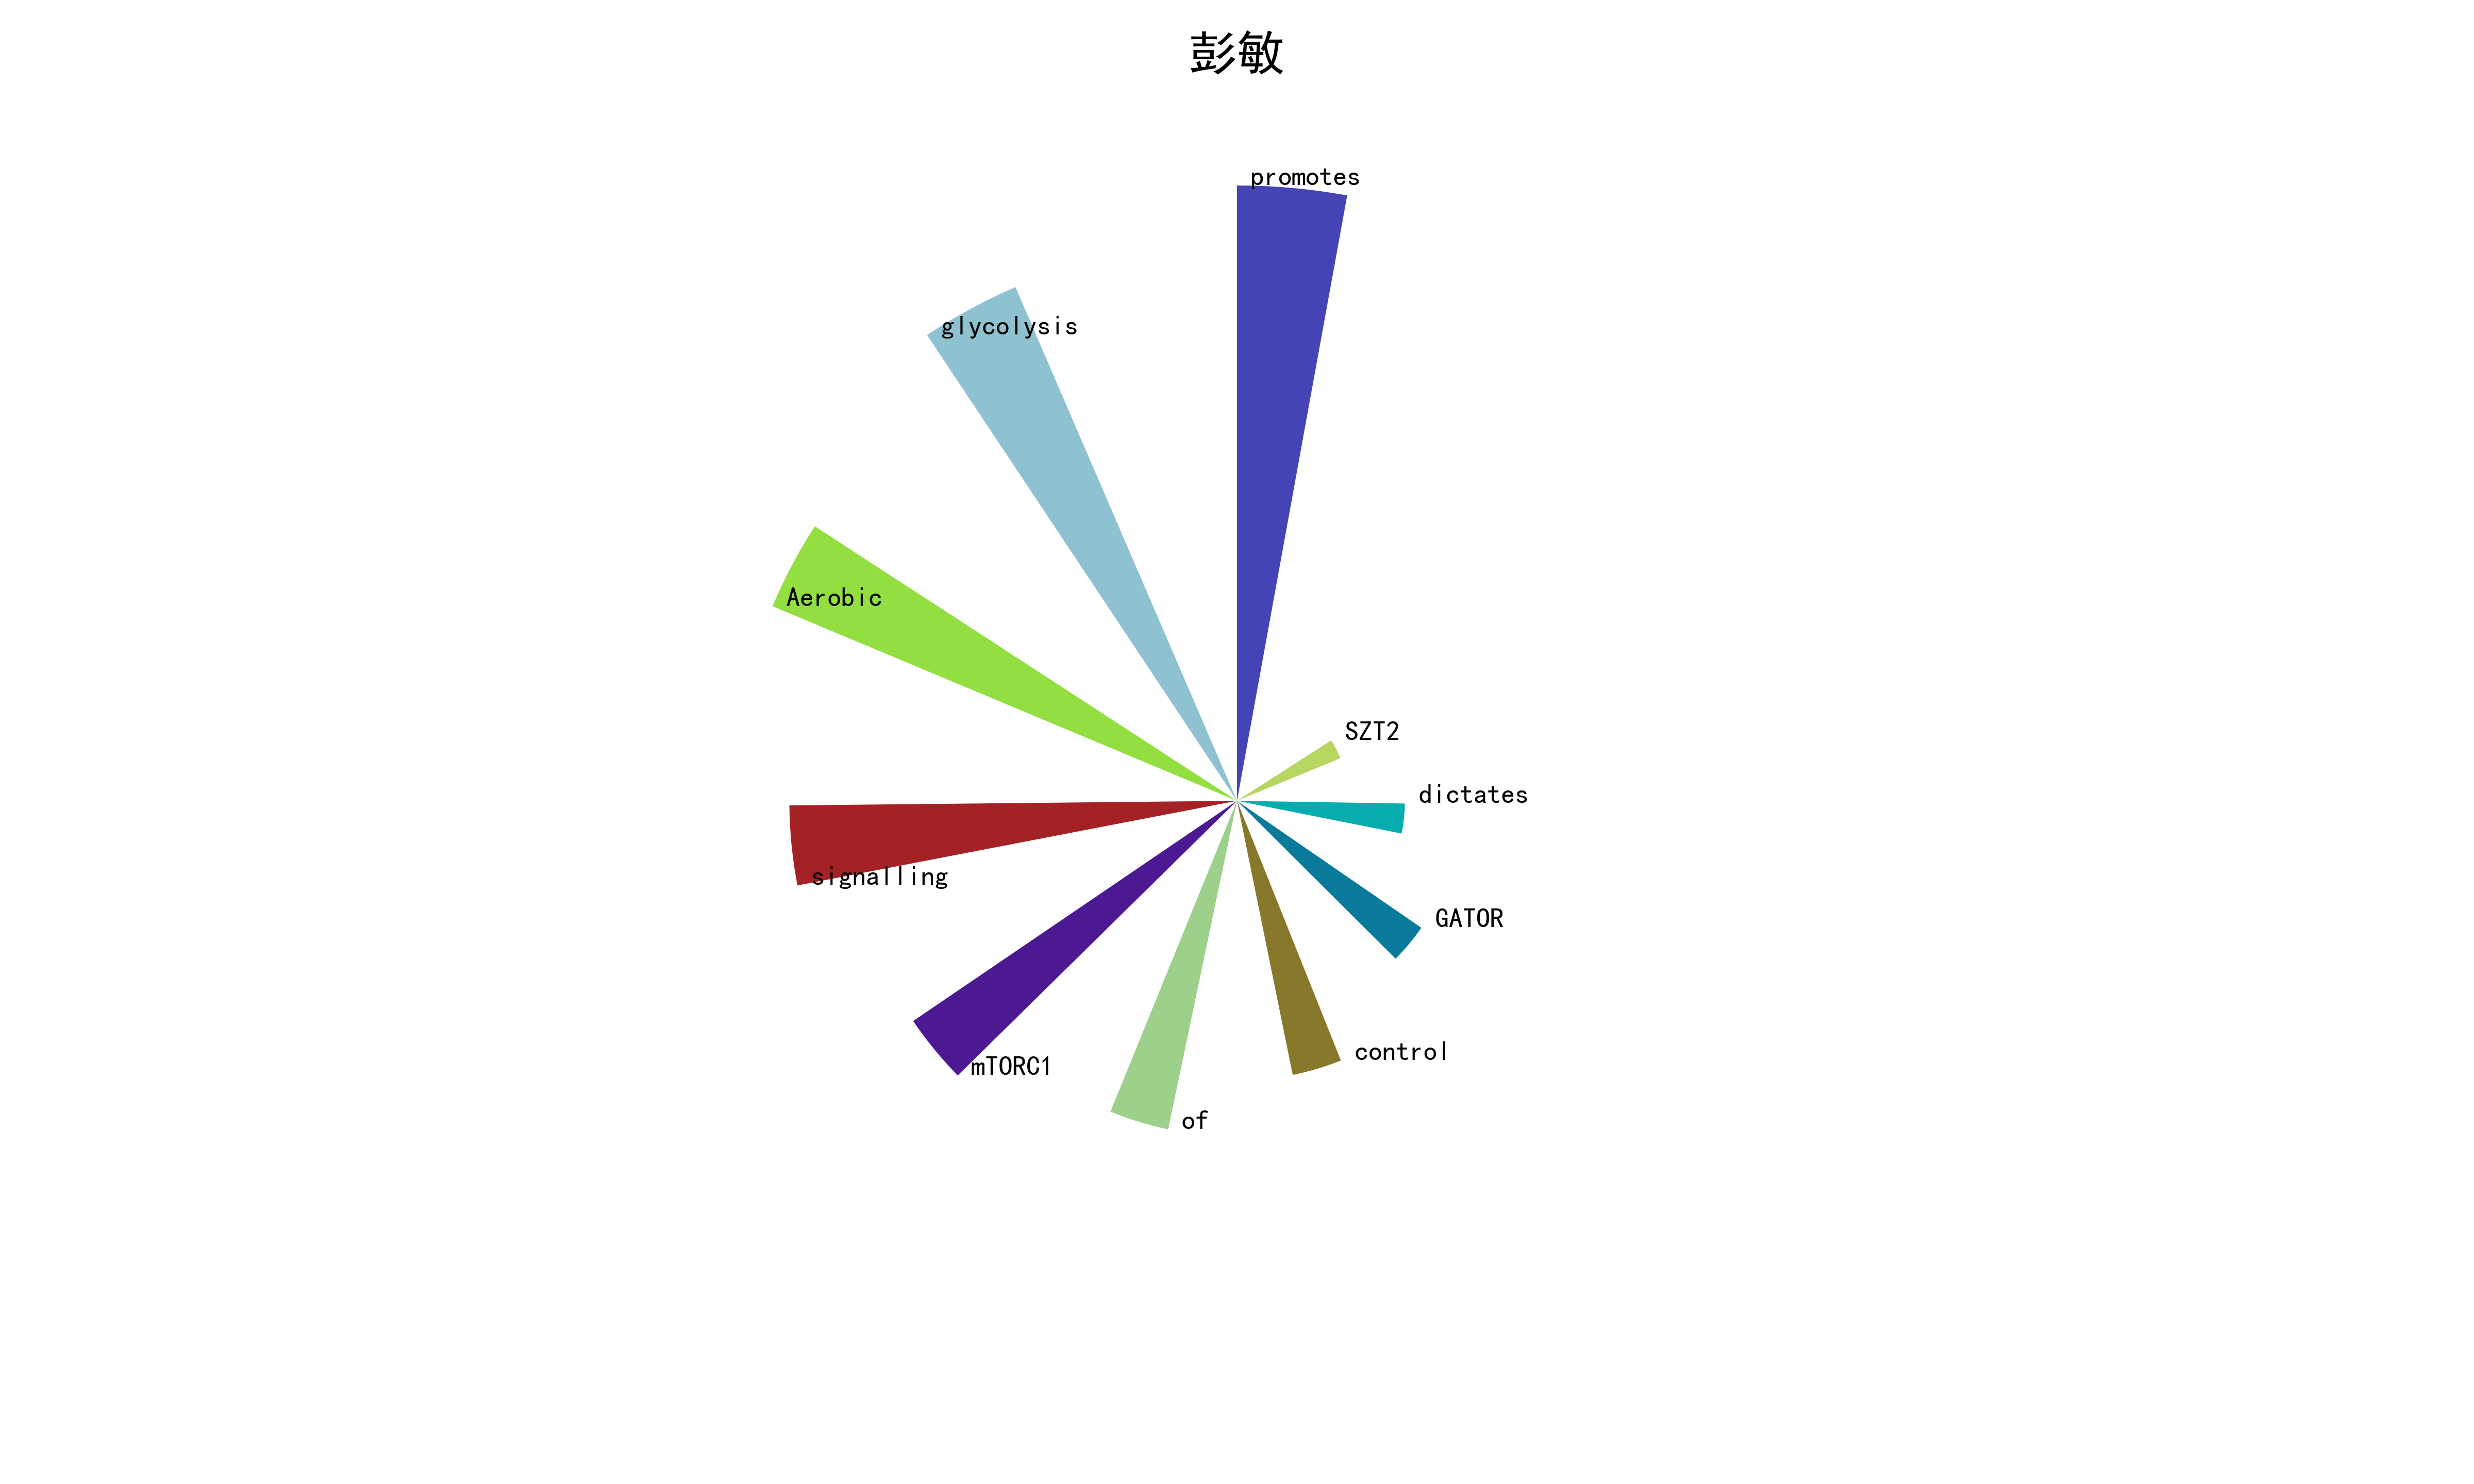 彭敏
promotes
glycolysis
Aerobic
SZT2
dictates
signalling
GATOR
control
mTORC1
of